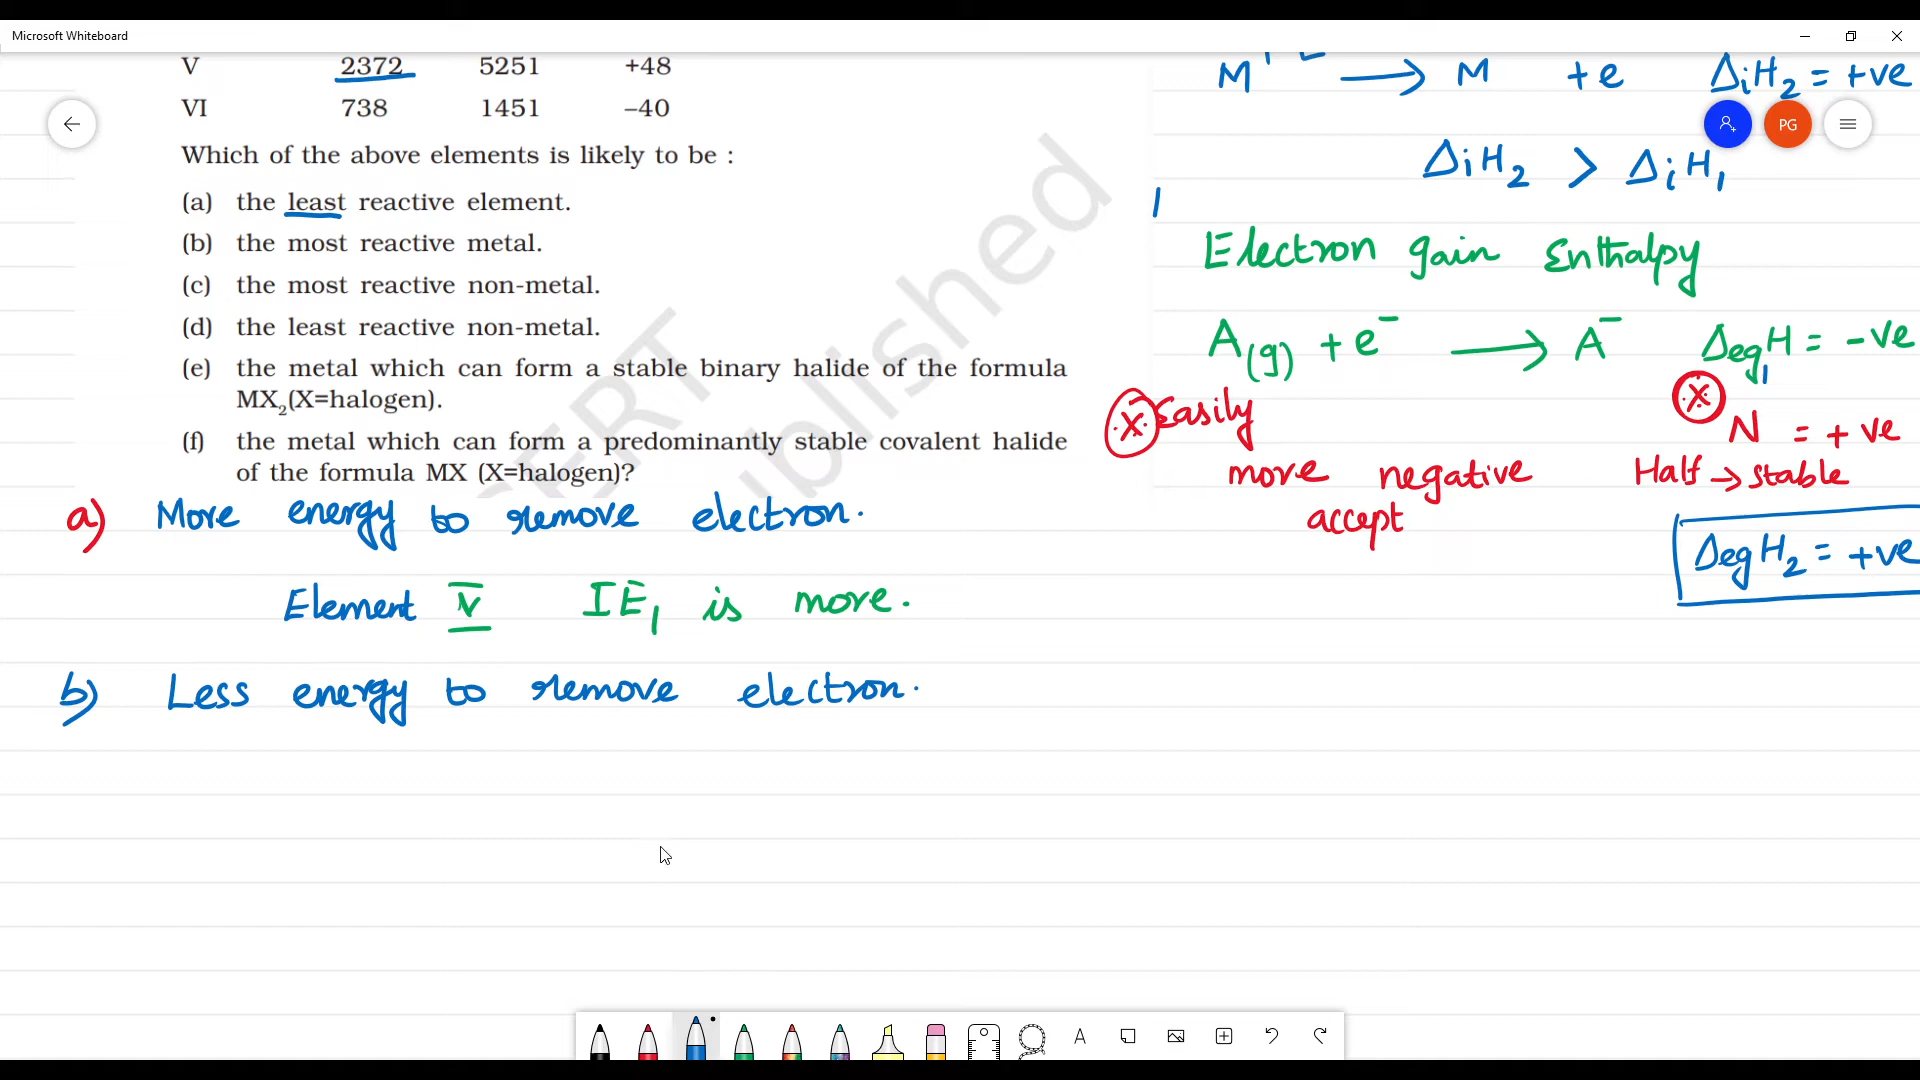 Microsoft Whiteboard
V 2372 5251 +48
VI 738 1451 –40
Which of the above elements is likely to be :
(a) the least reactive element.
(b) the most reactive metal.
(c) the most reactive non-metal.
(d) the least reactive non-metal.
(e) the metal which can form a stable binary halide of the formula
MX₂(X=halogen).
(f) the metal which can form a predominantly stable covalent halide
of the formula MX (X=halogen)?
a) More energy to remove electron.
Element V IE₁ is more.
b) Less energy to remove electron.
M → M + e ΔiH₂ = +ve
PG
ΔiH₂ > ΔiH₁
Electron gain Enthalpy
A(g) + e⁻ → A⁻ ΔegH₁ = -ve
X Easily
more negative
accept
X
N = +ve
Half → stable
ΔegH₂ = +ve
A